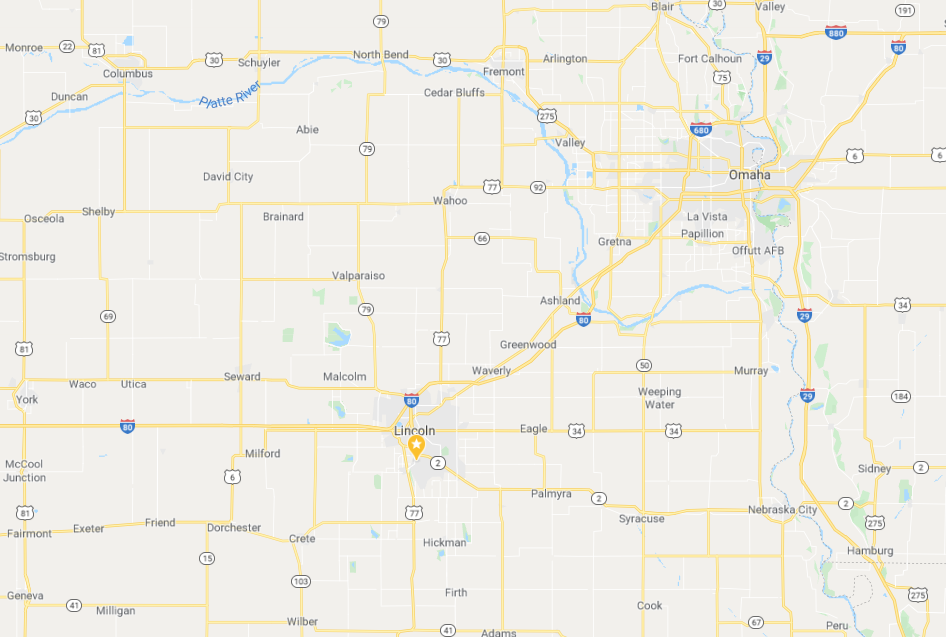 Blair
30
Valley
191
79
Monroe
22
81
30
Schuyler
North Bend
30
Arlington
Fort Calhoun
29
880
80
Columbus
Fremont
75
Duncan
Platte River
Cedar Bluffs
30
275
680
Abie
79
Valley
6
6
David City
Omaha
77
92
Wahoo
Osceola
Shelby
Brainard
La Vista
Papillion
66
Gretna
Offutt AFB
Stromsburg
Valparaiso
Ashland
34
69
79
80
29
77
Greenwood
81
50
Waco
Utica
Seward
Malcolm
Waverly
Murray
York
80
Weeping
Water
29
184
80
Lincoln
Eagle
34
34
Milford
2
McCool
Junction
6
Sidney
2
Palmyra
2
2
81
77
Syracuse
Nebraska City
275
Fairmont
Exeter
Friend
Dorchester
Crete
Hickman
Hamburg
15
103
Geneva
41
Milligan
Firth
Cook
275
Wilber
41
Adams
67
Peru